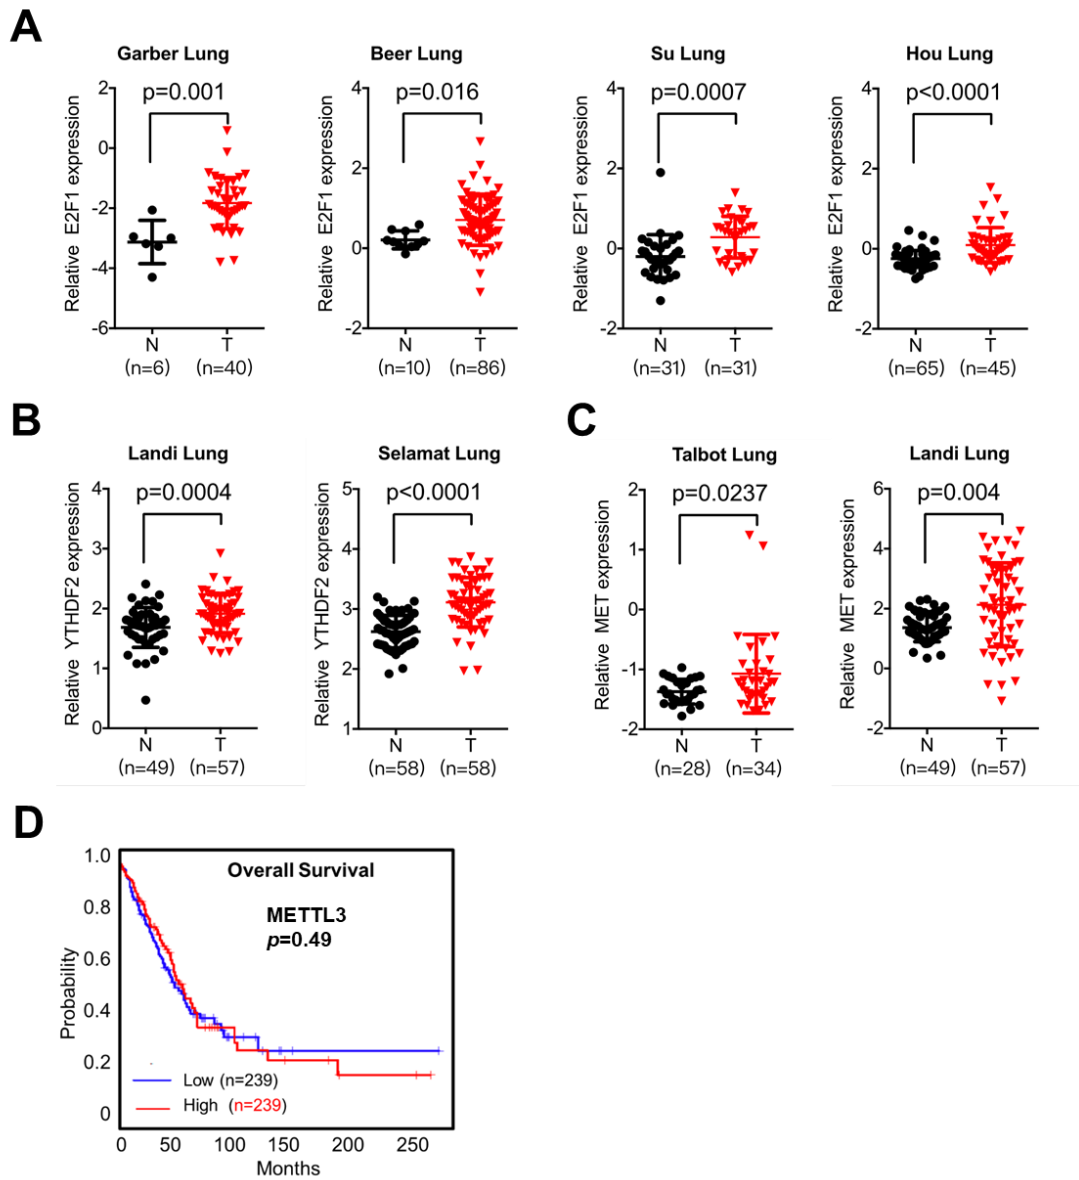 A
Garber Lung
Beer Lung
Su Lung
Hou Lung
p=0.001
p=0.016
p=0.0007
p<0.0001
Relative E2F1 expression
2
0
-2
-4
-6
Relative E2F1 expression
4
2
0
-2
Relative E2F1 expression
4
2
0
-2
Relative E2F1 expression
4
2
0
-2
N T
(n=6) (n=40)
N T
(n=10) (n=86)
N T
(n=31) (n=31)
N T
(n=65) (n=45)
B
Landi Lung
Selamat Lung
p=0.0004
p<0.0001
Relative YTHDF2 expression
4
3
2
1
0
Relative YTHDF2 expression
5
4
3
2
1
N T
(n=49) (n=57)
N T
(n=58) (n=58)
C
Talbot Lung
Landi Lung
p=0.0237
p=0.004
Relative MET expression
2
1
0
-1
-2
Relative MET expression
6
4
2
0
-2
N T
(n=28) (n=34)
N T
(n=49) (n=57)
D
Overall Survival
METTL3
p=0.49
Probability
1.0
0.8
0.6
0.4
0.2
0
Low (n=239)
High (n=239)
0 50 100 150 200 250
Months